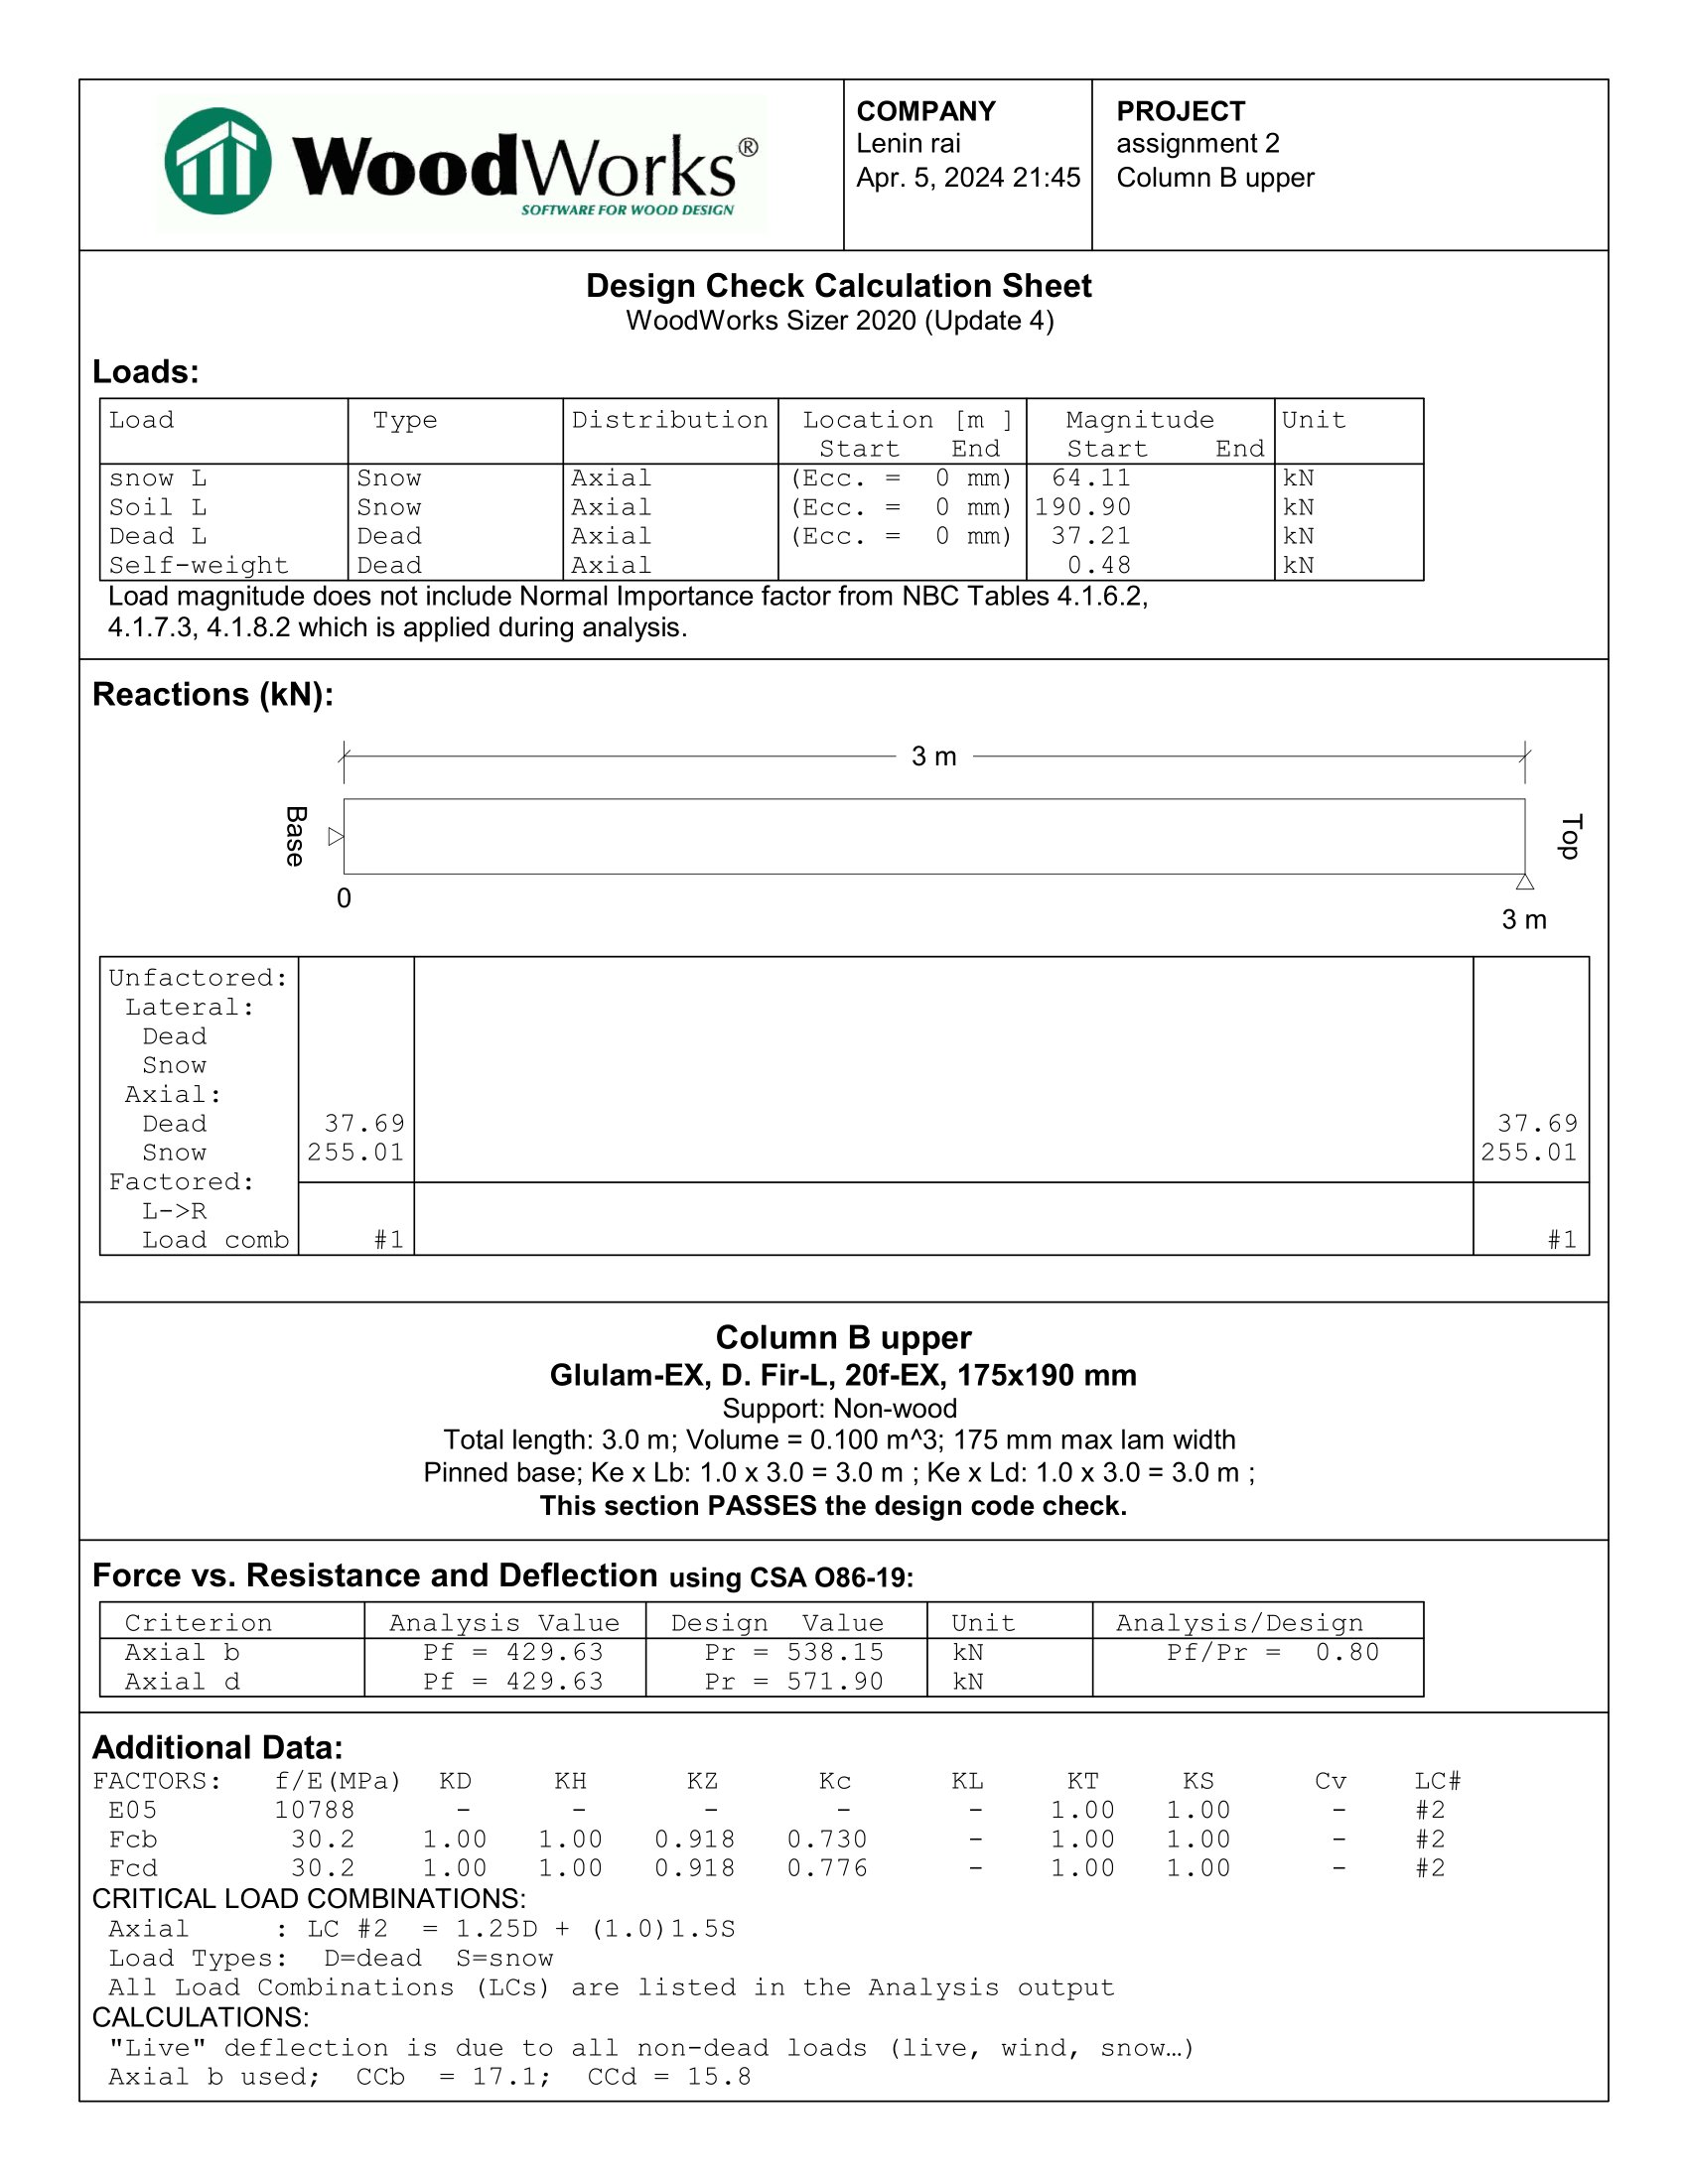 WoodWorks®
SOFTWARE FOR WOOD DESIGN
COMPANY
Lenin rai
Apr. 5, 2024 21:45
PROJECT
assignment 2
Column B upper
Design Check Calculation Sheet
WoodWorks Sizer 2020 (Update 4)
Loads:
Load Type Distribution Location [m ] Magnitude Unit
Start End Start End
snow L Snow Axial (Ecc. = 0 mm) 64.11 kN
Soil L Snow Axial (Ecc. = 0 mm) 190.90 kN
Dead L Dead Axial (Ecc. = 0 mm) 37.21 kN
Self-weight Dead Axial 0.48 kN
Load magnitude does not include Normal Importance factor from NBC Tables 4.1.6.2,
4.1.7.3, 4.1.8.2 which is applied during analysis.
Reactions (kN):
3 m
Base
Top
0
3 m
Unfactored:
Lateral:
Dead
Snow
Axial:
Dead 37.69 37.69
Snow 255.01 255.01
Factored:
L->R
Load comb #1 #1
Column B upper
Glulam-EX, D. Fir-L, 20f-EX, 175x190 mm
Support: Non-wood
Total length: 3.0 m; Volume = 0.100 m^3; 175 mm max lam width
Pinned base; Ke x Lb: 1.0 x 3.0 = 3.0 m ; Ke x Ld: 1.0 x 3.0 = 3.0 m ;
This section PASSES the design code check.
Force vs. Resistance and Deflection using CSA O86-19:
Criterion Analysis Value Design Value Unit Analysis/Design
Axial b Pf = 429.63 Pr = 538.15 kN Pf/Pr = 0.80
Axial d Pf = 429.63 Pr = 571.90 kN
Additional Data:
FACTORS: f/E(MPa) KD KH KZ Kc KL KT KS Cv LC#
E05 10788 - - - - - 1.00 1.00 - #2
Fcb 30.2 1.00 1.00 0.918 0.730 - 1.00 1.00 - #2
Fcd 30.2 1.00 1.00 0.918 0.776 - 1.00 1.00 - #2
CRITICAL LOAD COMBINATIONS:
Axial : LC #2 = 1.25D + (1.0)1.5S
Load Types: D=dead S=snow
All Load Combinations (LCs) are listed in the Analysis output
CALCULATIONS:
"Live" deflection is due to all non-dead loads (live, wind, snow…)
Axial b used; CCb = 17.1; CCd = 15.8